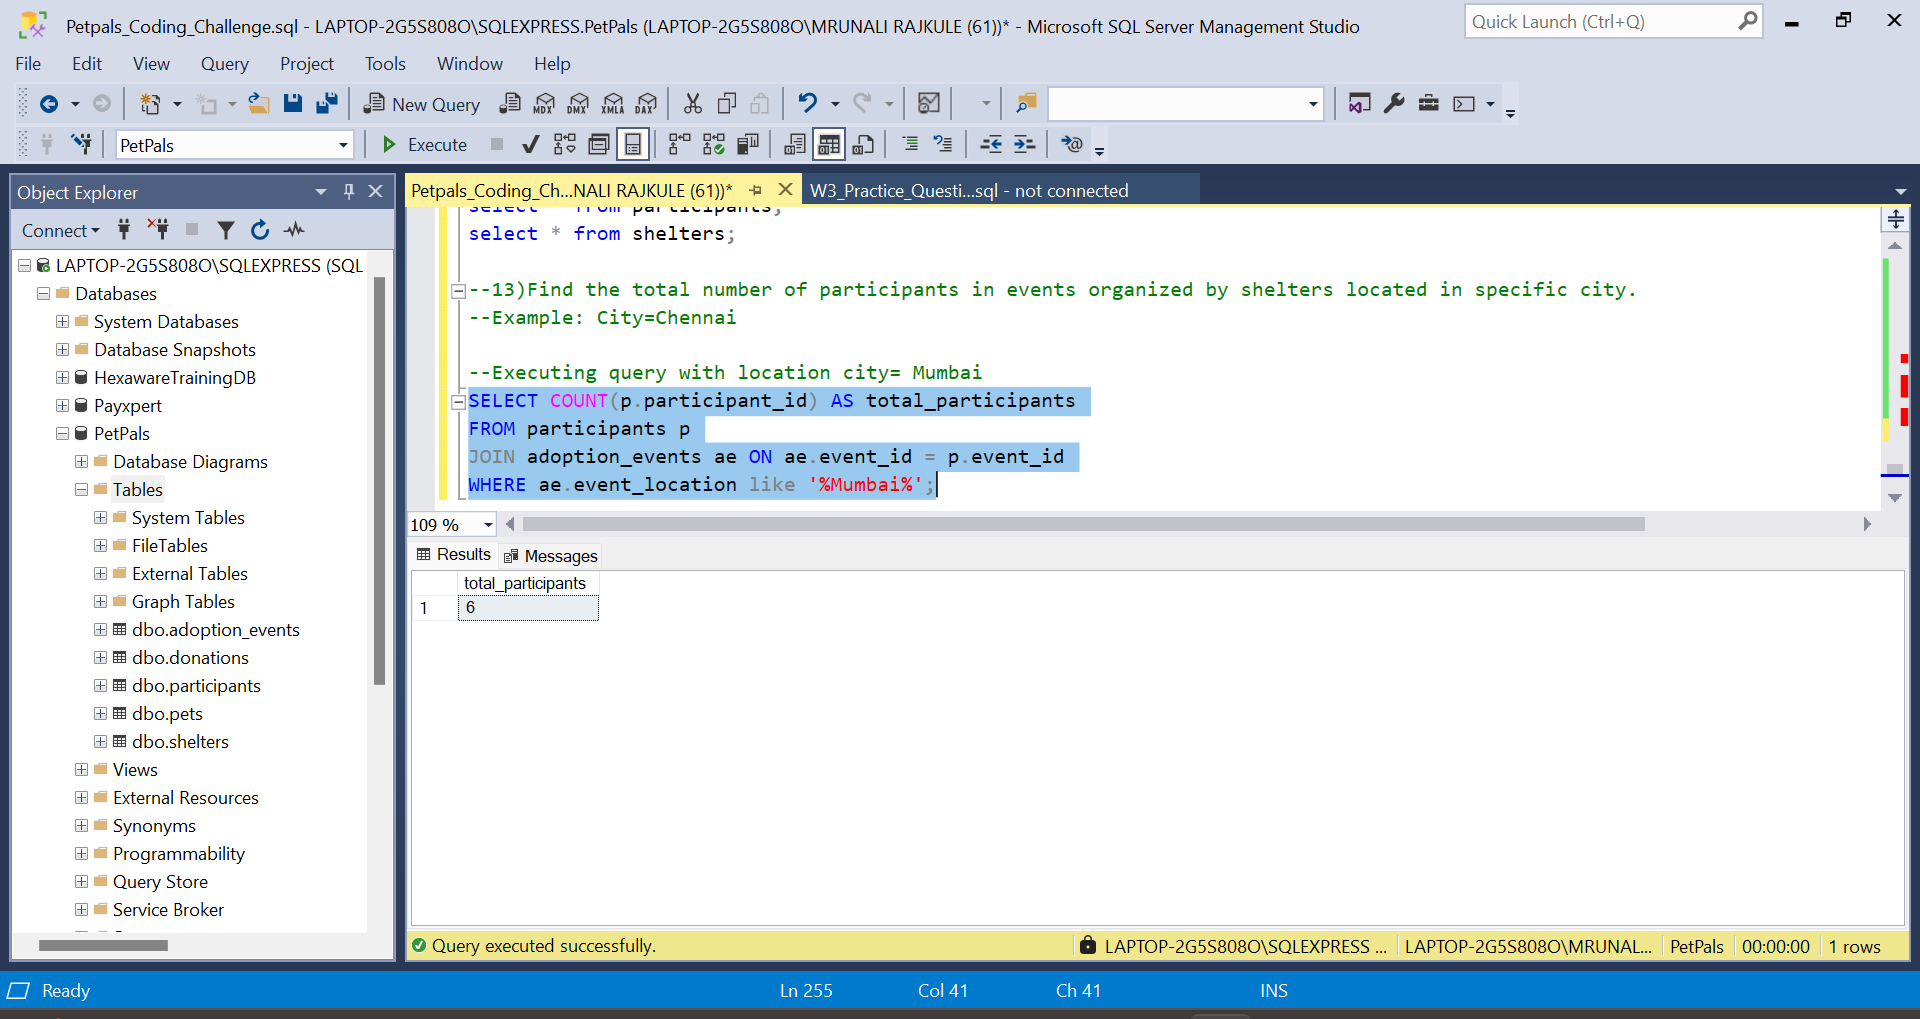 Petpals_Coding_Challenge.sql - LAPTOP-2G5S808O\SQLEXPRESS.PetPals (LAPTOP-2G5S808O\MRUNALI RAJKULE (61))* - Microsoft SQL Server Management Studio
Quick Launch (Ctrl+Q)
File Edit View Query Project Tools Window Help
New Query MDX DMX XMLA DAX
PetPals Execute
Object Explorer
Connect
LAPTOP-2G5S808O\SQLEXPRESS (SQL
Databases
System Databases
Database Snapshots
HexawareTrainingDB
Payxpert
PetPals
Database Diagrams
Tables
System Tables
FileTables
External Tables
Graph Tables
dbo.adoption_events
dbo.donations
dbo.participants
dbo.pets
dbo.shelters
Views
External Resources
Synonyms
Programmability
Query Store
Service Broker
Petpals_Coding_Ch...NALI RAJKULE (61))* W3_Practice_Questi...sql - not connected
select * from participants;
select * from shelters;
--13)Find the total number of participants in events organized by shelters located in specific city.
--Example: City=Chennai
--Executing query with location city= Mumbai
SELECT COUNT(p.participant_id) AS total_participants
FROM participants p
JOIN adoption_events ae ON ae.event_id = p.event_id
WHERE ae.event_location like '%Mumbai%';
109 %
Results Messages
total_participants
1 6
Query executed successfully. LAPTOP-2G5S808O\SQLEXPRESS ... LAPTOP-2G5S808O\MRUNAL... PetPals 00:00:00 1 rows
Ready Ln 255 Col 41 Ch 41 INS